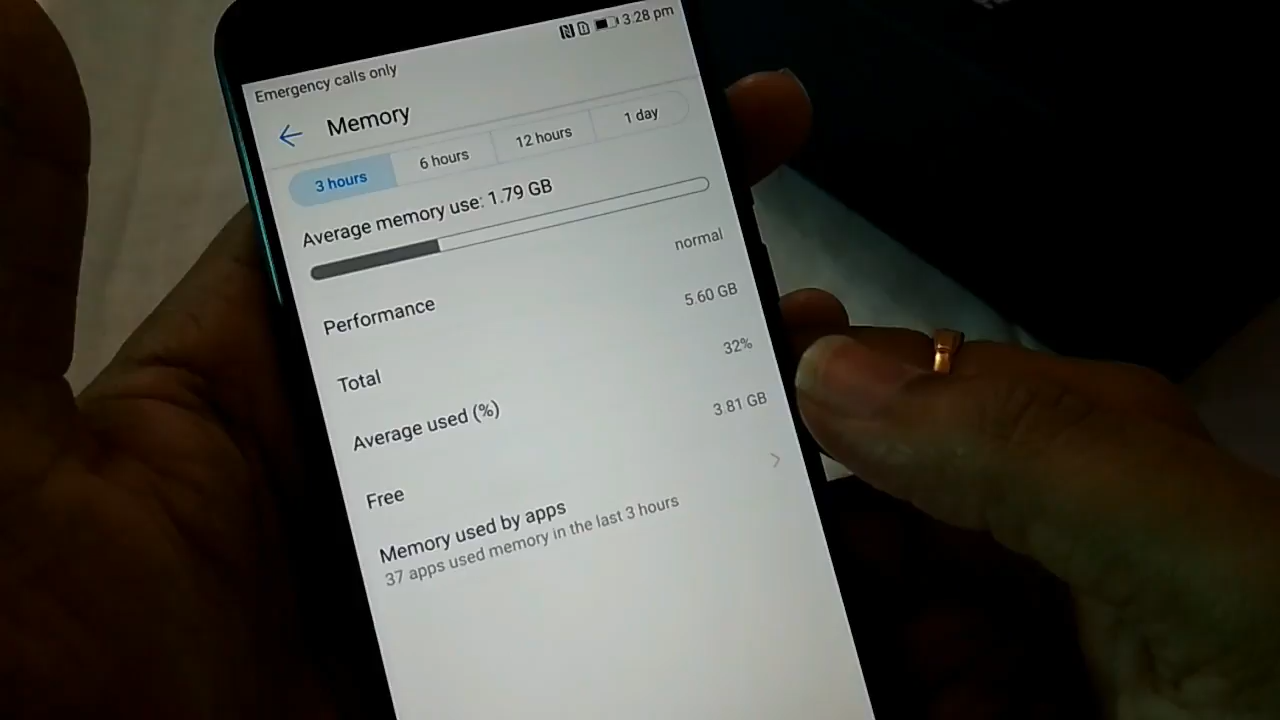 3:28 pm
Emergency calls only
Memory
3 hours 6 hours 12 hours 1 day
Average memory use: 1.79 GB
Performance normal
Total 5.60 GB
Average used (%) 32%
Free 3.81 GB
Memory used by apps
37 apps used memory in the last 3 hours